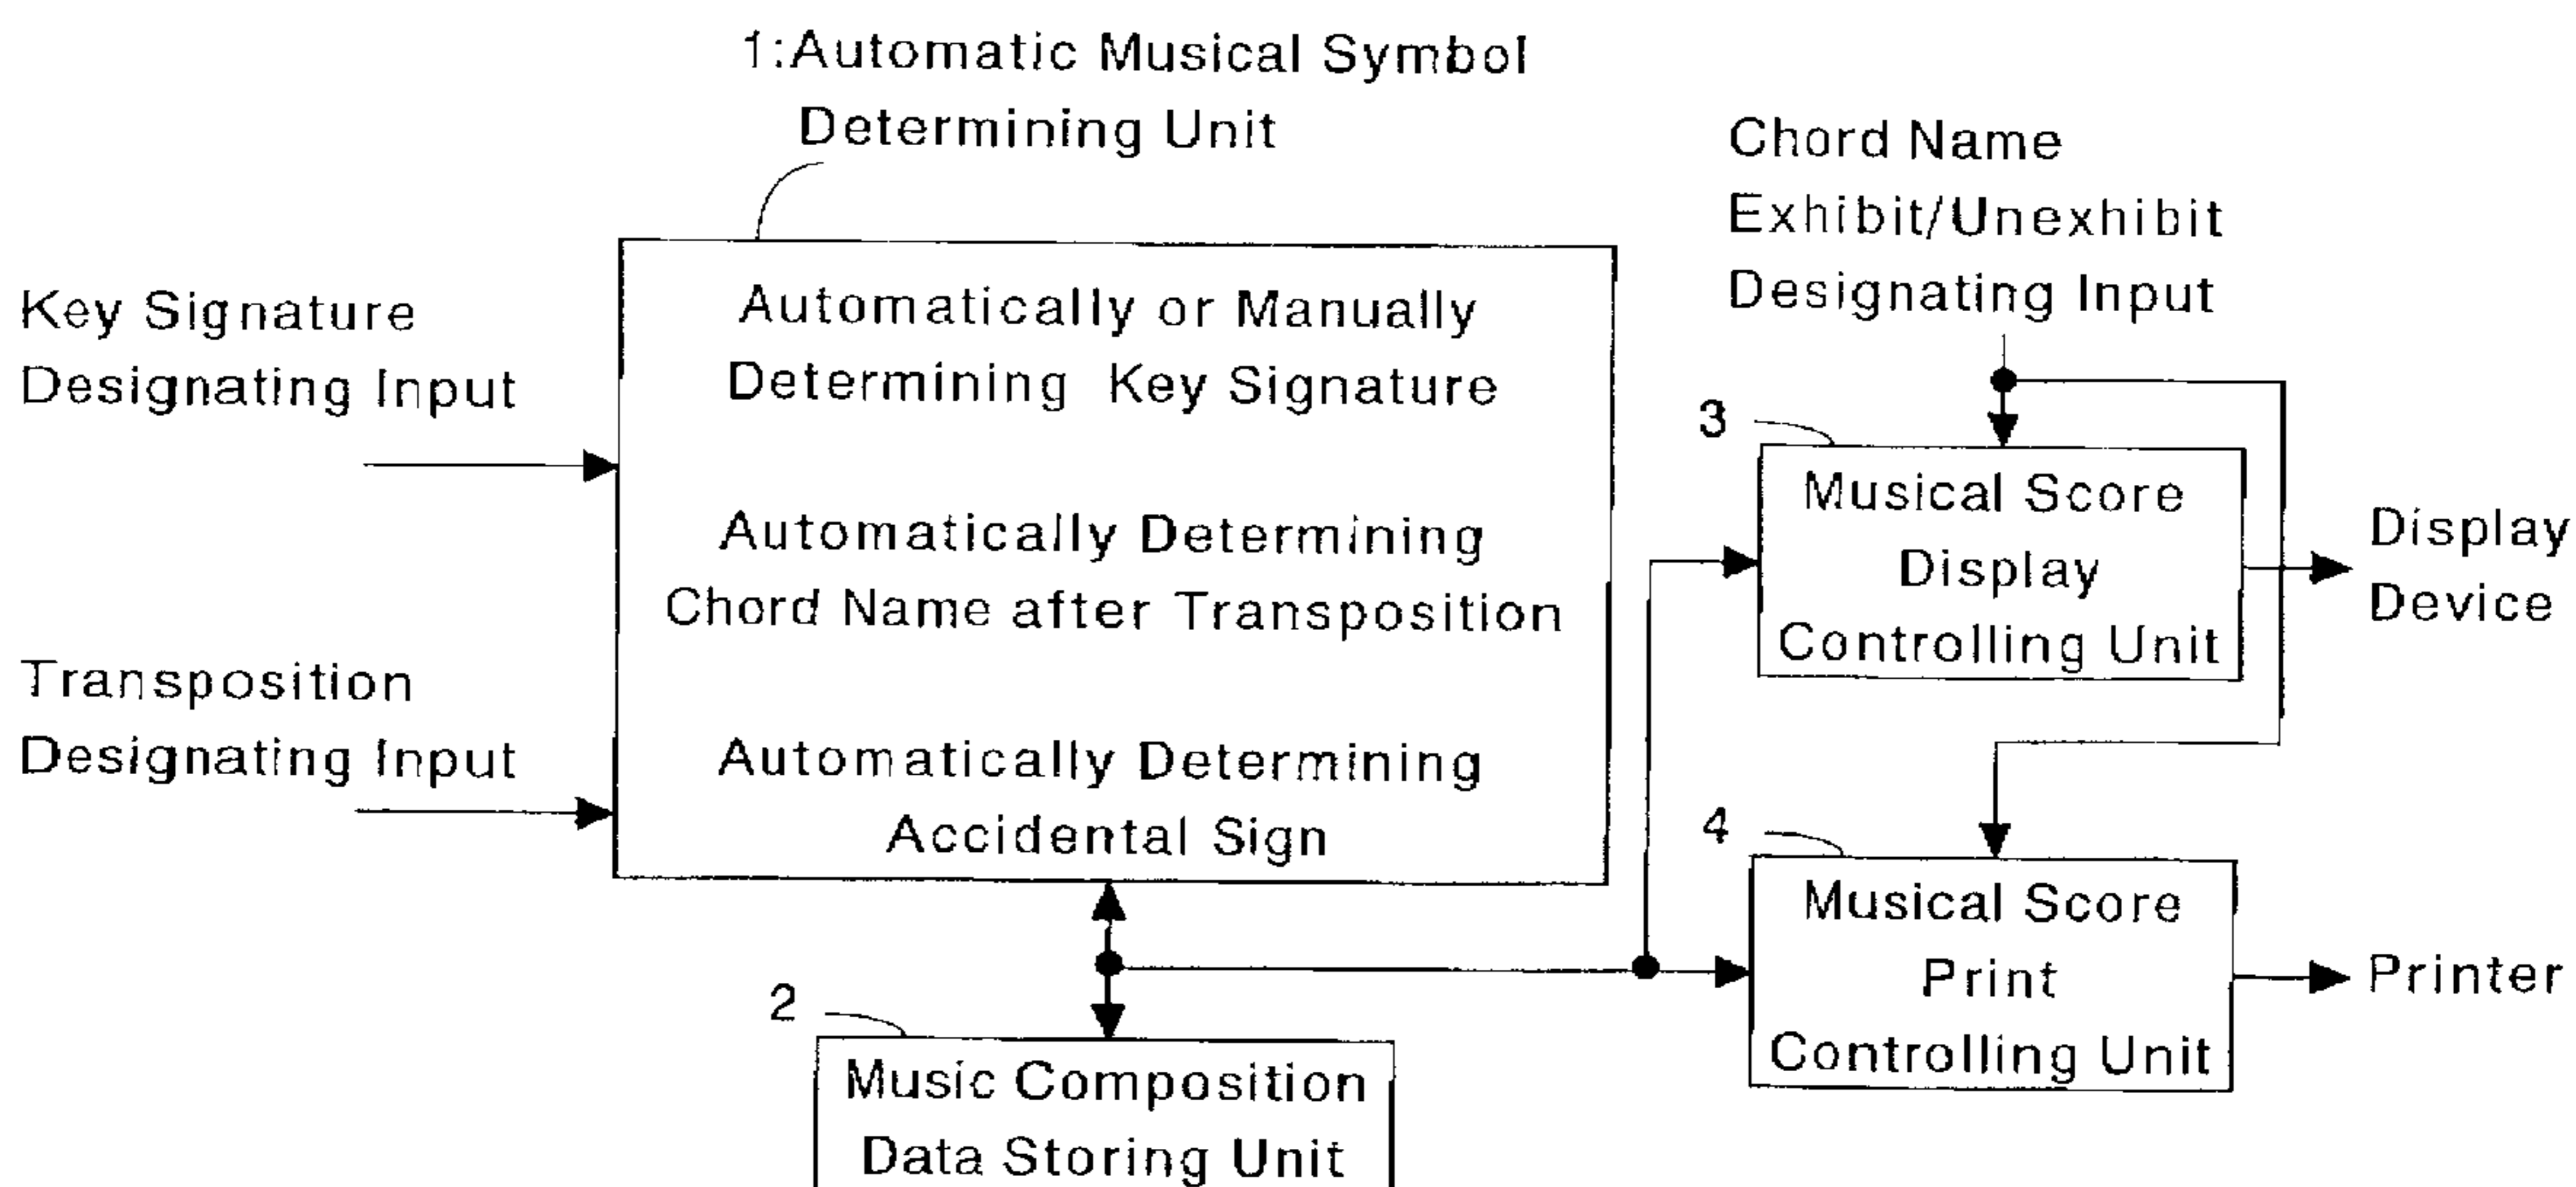 1:Automatic Musical Symbol
Determining Unit
Key Signature
Designating Input
Transposition
Designating Input
Automatically or Manually
Determining Key Signature
Automatically Determining
Chord Name after Transposition
Automatically Determining
Accidental Sign
2
Music Composition
Data Storing Unit
Chord Name
Exhibit/Unexhibit
Designating Input
3
Musical Score
Display
Controlling Unit
Display
Device
4
Musical Score
Print
Controlling Unit
Printer